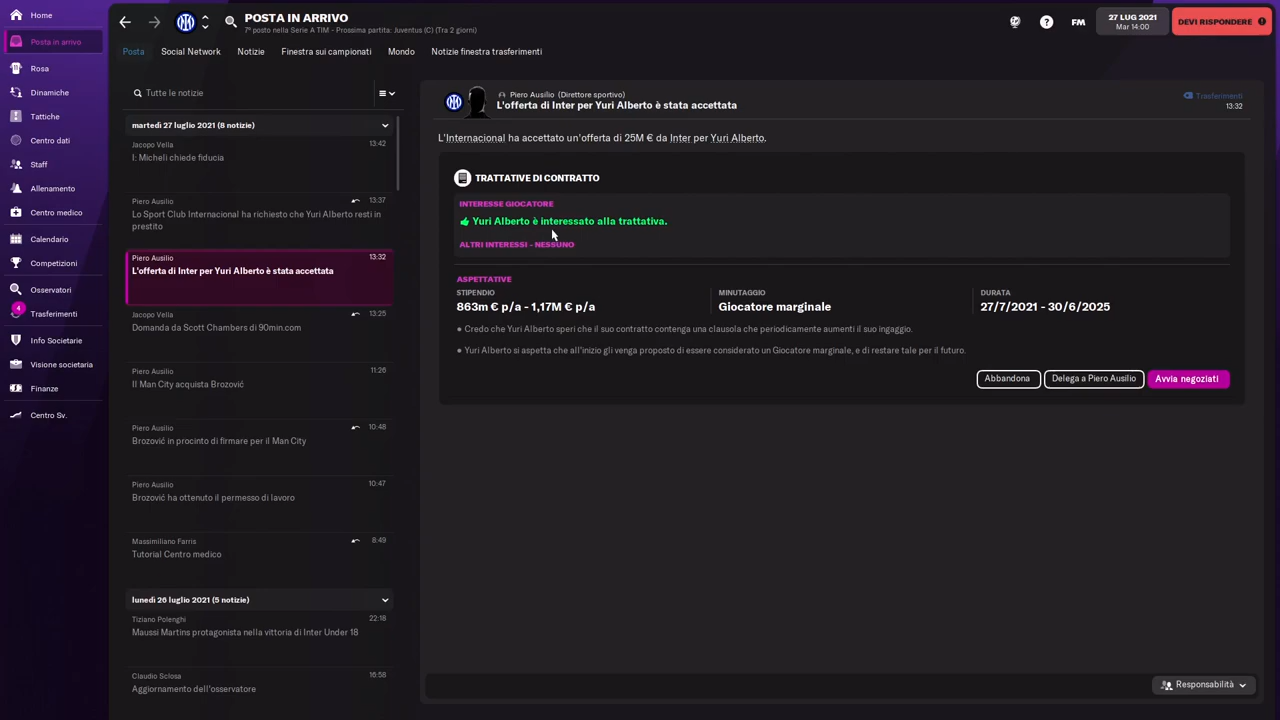 Home
Posta in arrivo
Rosa
Dinamiche
Tattiche
Centro dati
Staff
Allenamento
Centro medico
Calendario
Competizioni
Osservatori
4
Trasferimenti
Info Societarie
Visione societaria
Finanze
Centro Sv.
POSTA IN ARRIVO
7° posto nella Serie A TIM - Prossima partita: Juventus (C) (Tra 2 giorni)
FM
27 LUG 2021
Mar 14:00
DEVI RISPONDERE
Posta
Social Network
Notizie
Finestra sui campionati
Mondo
Notizie finestra trasferimenti
Tutte le notizie
martedì 27 luglio 2021 (8 notizie)
Jacopo Vella 13:42
I: Micheli chiede fiducia
Piero Ausilio 13:37
Lo Sport Club Internacional ha richiesto che Yuri Alberto resti in
prestito
Piero Ausilio 13:32
L'offerta di Inter per Yuri Alberto è stata accettata
Jacopo Vella 13:25
Domanda da Scott Chambers di 90min.com
Piero Ausilio 11:26
Il Man City acquista Brozović
Piero Ausilio 10:48
Brozović in procinto di firmare per il Man City
Piero Ausilio 10:47
Brozović ha ottenuto il permesso di lavoro
Massimiliano Farris 8:49
Tutorial Centro medico
lunedì 26 luglio 2021 (5 notizie)
Tiziano Polenghi 22:18
Maussi Martins protagonista nella vittoria di Inter Under 18
Claudio Sclosa 16:58
Aggiornamento dell'osservatore
Piero Ausilio (Direttore sportivo)
L'offerta di Inter per Yuri Alberto è stata accettata
Trasferimenti
13:32
L'Internacional ha accettato un'offerta di 25M € da Inter per Yuri Alberto.
TRATTATIVE DI CONTRATTO
INTERESSE GIOCATORE
Yuri Alberto è interessato alla trattativa.
ALTRI INTERESSI - NESSUNO
ASPETTATIVE
STIPENDIO
863m € p/a - 1,17M € p/a
MINUTAGGIO
Giocatore marginale
DURATA
27/7/2021 - 30/6/2025
• Credo che Yuri Alberto speri che il suo contratto contenga una clausola che periodicamente aumenti il suo ingaggio.
• Yuri Alberto si aspetta che all'inizio gli venga proposto di essere considerato un Giocatore marginale, e di restare tale per il futuro.
Abbandona
Delega a Piero Ausilio
Avvia negoziati
Responsabilità